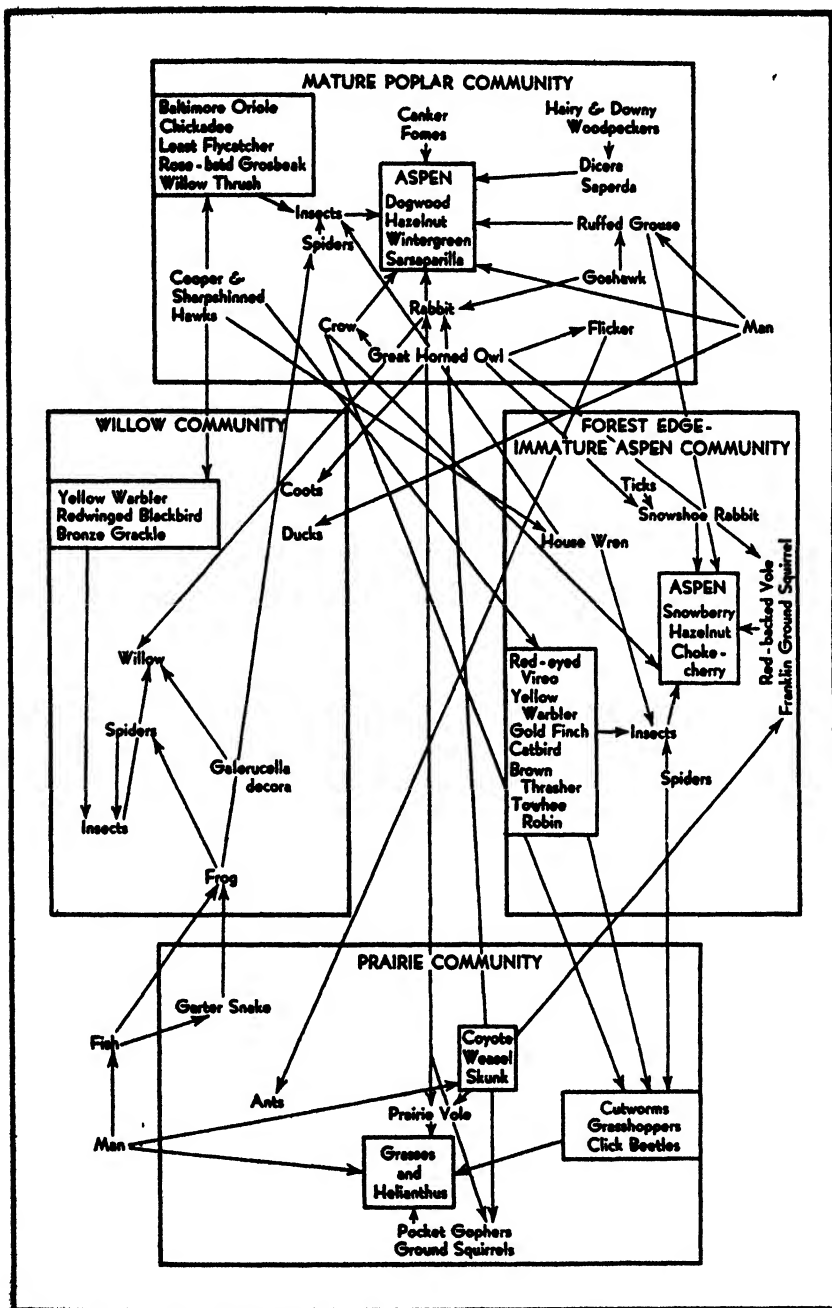 MATURE POPLAR COMMUNITY
Baltimore Oriole
Chickadee
Least Flycatcher
Rose-bstd Grosbeak
Willow Thrush
Canker
Fomes
Hairy & Downy
Woodpeckers
ASPEN
Dogwood
Hazelnut
Wintergreen
Sarsaparilla
Dicera
Saperda
Insects
Spiders
Ruffed Grouse
Cooper &
Sharpshinned
Hawks
Goshawk
Rabbit
Crow
Flicker
Man
Great Horned Owl
WILLOW COMMUNITY
Yellow Warbler
Redwinged Blackbird
Bronze Grackle
Coots
Ducks
Willow
Spiders
Galerucella
decora
Insects
Frog
FOREST EDGE-
IMMATURE ASPEN COMMUNITY
Ticks
Snowshoe Rabbit
House Wren
ASPEN
Snowberry
Hazelnut
Choke-
cherry
Red-backed Vole
Franklin Ground Squirrel
Red-eyed
Vireo
Yellow
Warbler
Gold Finch
Catbird
Brown
Thrasher
Towhee
Robin
Insects
Spiders
PRAIRIE COMMUNITY
Garter Snake
Fish
Coyote
Weasel
Skunk
Ants
Prairie Vole
Cutworms
Grasshoppers
Click Beetles
Man
Grasses
and
Helianthus
Pocket Gophers
Ground Squirrels